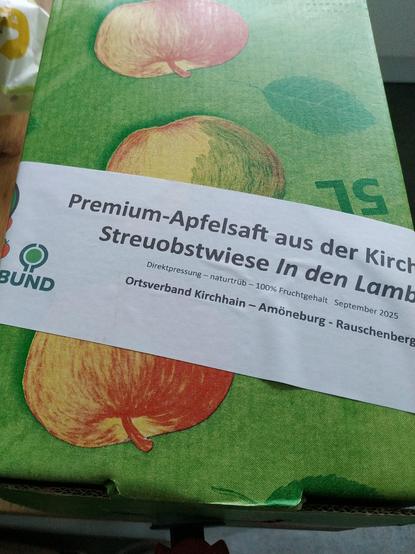 5L
Premium-Apfelsaft aus der Kirch
Streuobstwiese In den Lamb
Direktpressung – naturtrüb – 100% Fruchtgehalt September 2025
Ortsverband Kirchhain – Amöneburg - Rauschenberg
BUND